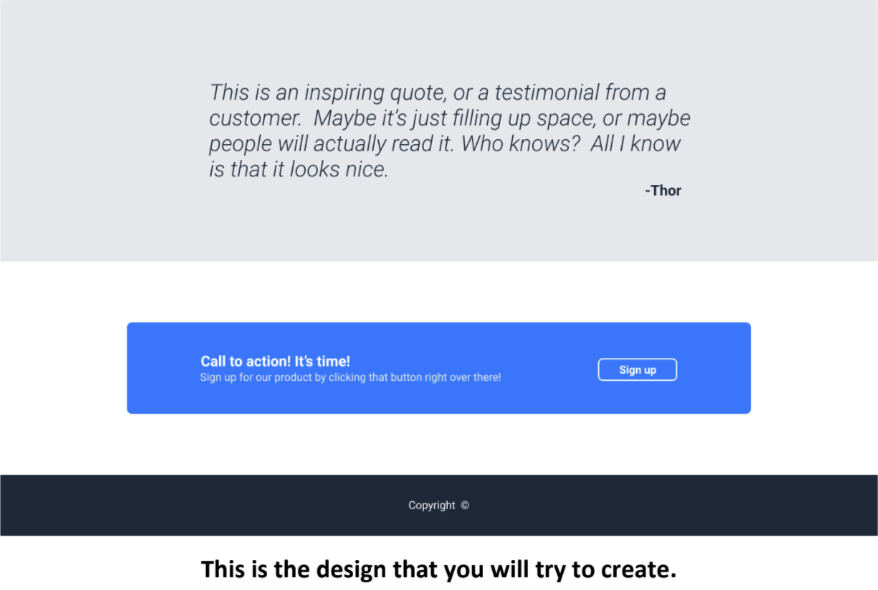 This is an inspiring quote, or a testimonial from a
customer.  Maybe it's just filling up space, or maybe
people will actually read it. Who knows?  All I know
is that it looks nice.
-Thor
Call to action! It's time!
Sign up for our product by clicking that button right over there!
Sign up
Copyright ©
This is the design that you will try to create.